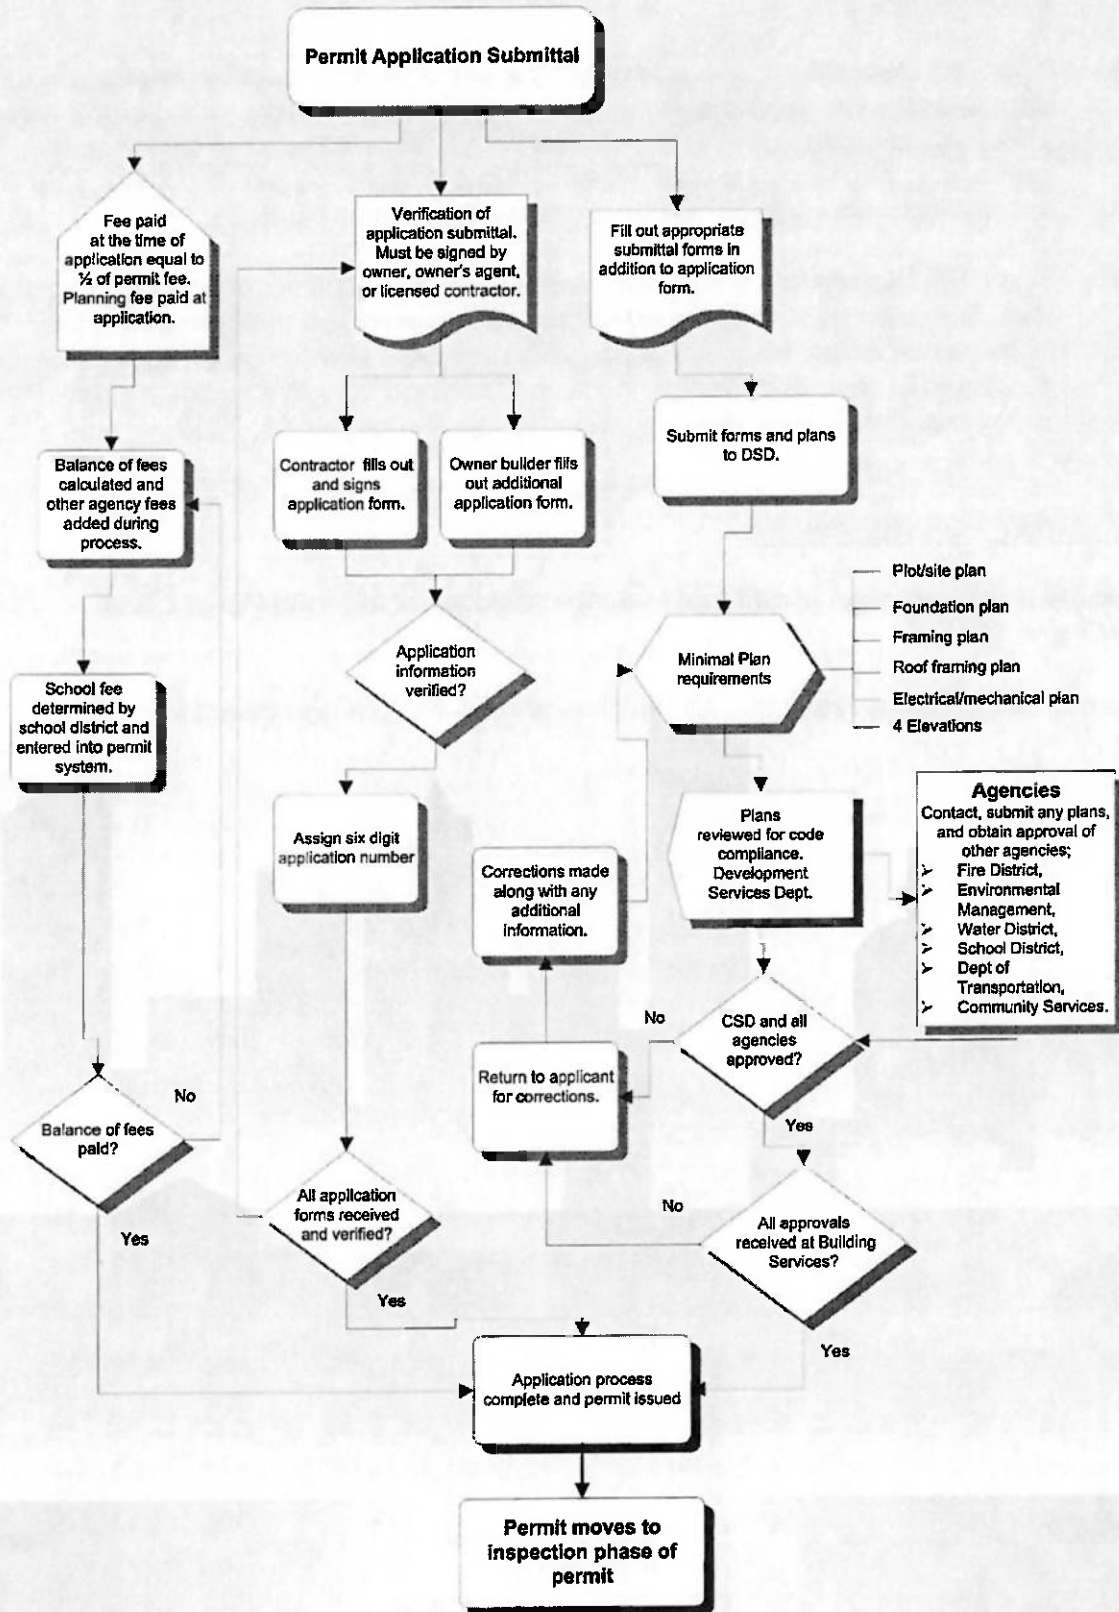 Permit Application Submittal
Fee paid
at the time of
application equal to
½ of permit fee.
Planning fee paid at
application.
Verification of
application submittal.
Must be signed by
owner, owner's agent,
or licensed contractor.
Fill out appropriate
submittal forms in
addition to application
form.
Balance of fees
calculated and
other agency fees
added during
process.
Contractor fills out
and signs
application form.
Owner builder fills
out additional
application form.
Submit forms and plans
to DSD.
School fee
determined by
school district and
entered into permit
system.
Application
information
verified?
Minimal Plan
requirements
Plot/site plan
Foundation plan
Framing plan
Roof framing plan
Electrical/mechanical plan
4 Elevations
Assign six digit
application number
Corrections made
along with any
additional
information.
Plans
reviewed for code
compliance.
Development
Services Dept.
Agencies
Contact, submit any plans,
and obtain approval of
other agencies;
➢ Fire District,
➢ Environmental
Management,
➢ Water District,
➢ School District,
➢ Dept of
Transportation,
➢ Community Services.
No
CSD and all
agencies
approved?
Yes
Return to applicant
for corrections.
Balance of fees
paid?
No
Yes
All application
forms received
and verified?
Yes
No
All approvals
received at Building
Services?
Yes
Application process
complete and permit issued
Permit moves to
inspection phase of
permit